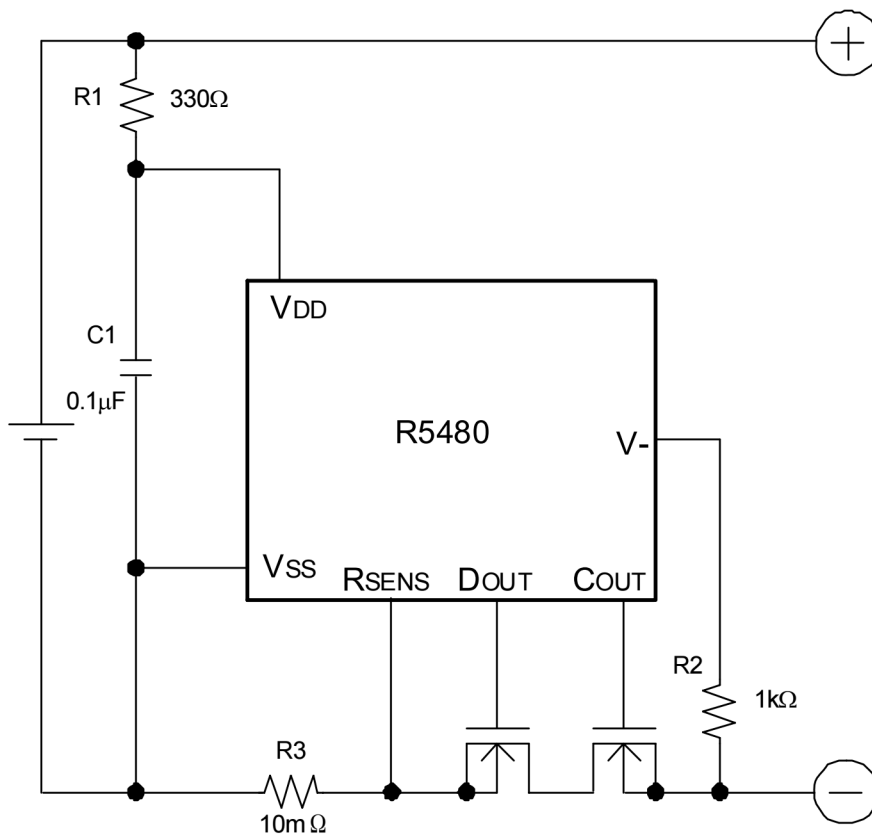 +
R1 330Ω
VDD
C1
0.1μF
R5480
V-
VSS
RSENS DOUT COUT
R2
1kΩ
R3
10mΩ
-